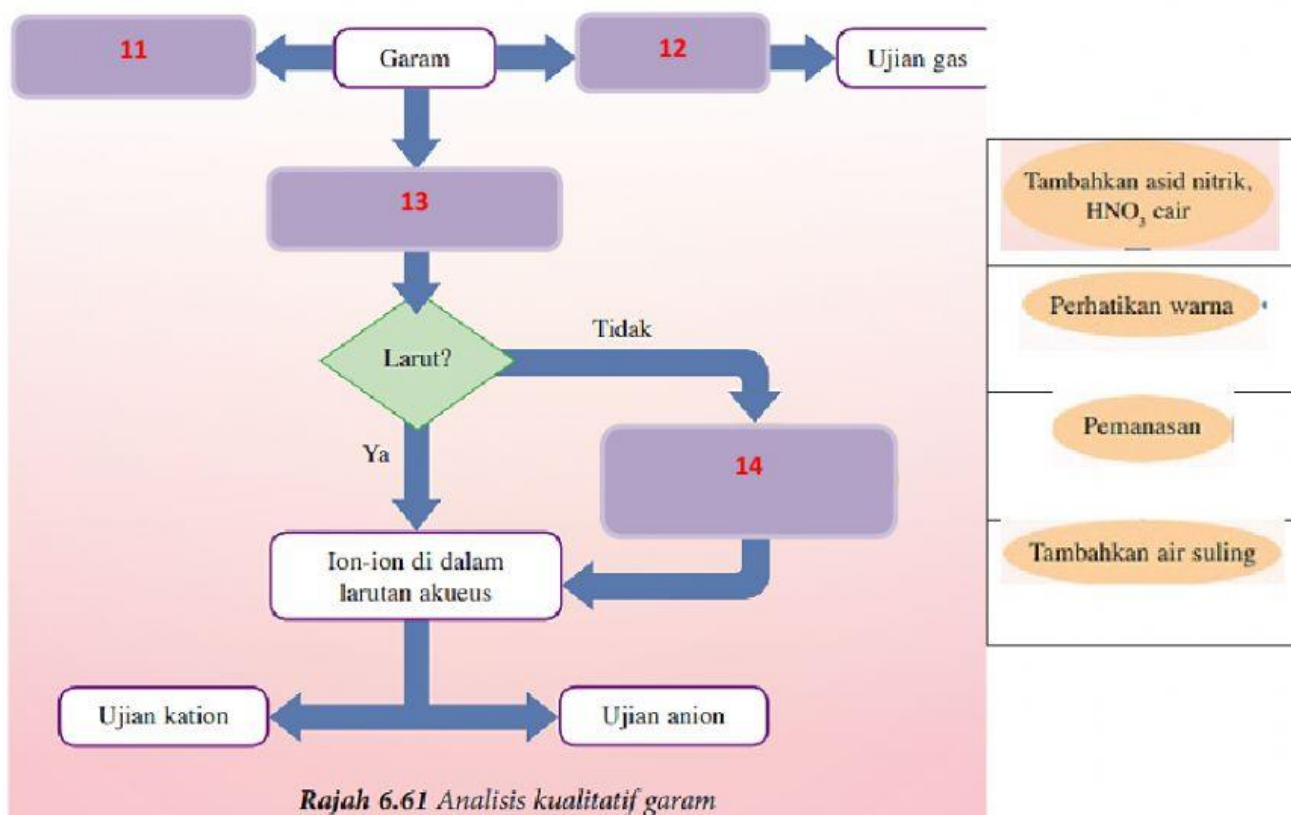 11
Garam
12
Ujian gas
13
Larut?
Tidak
Ya
14
Ion-ion di dalam
larutan akueus
Ujian kation
Ujian anion
Rajah 6.61 Analisis kualitatif garam
Tambahkan asid nitrik,
HNO₃ cair
Perhatikan warna
Pemanasan
Tambahkan air suling